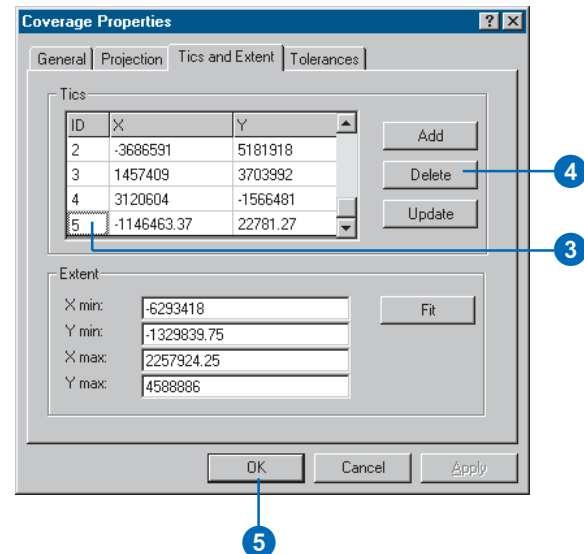 Coverage Properties
General Projection Tics and Extent Tolerances
Tics
ID X Y
2 -3686591 5181918
3 1457409 3703992
4 3120604 -1566481
5 -1146463.37 22781.27
Add
Delete
Update
4
3
Extent
X min: -6293418
Y min: -1329839.75
X max: 2257924.25
Y max: 4588886
Fit
OK Cancel Apply
5